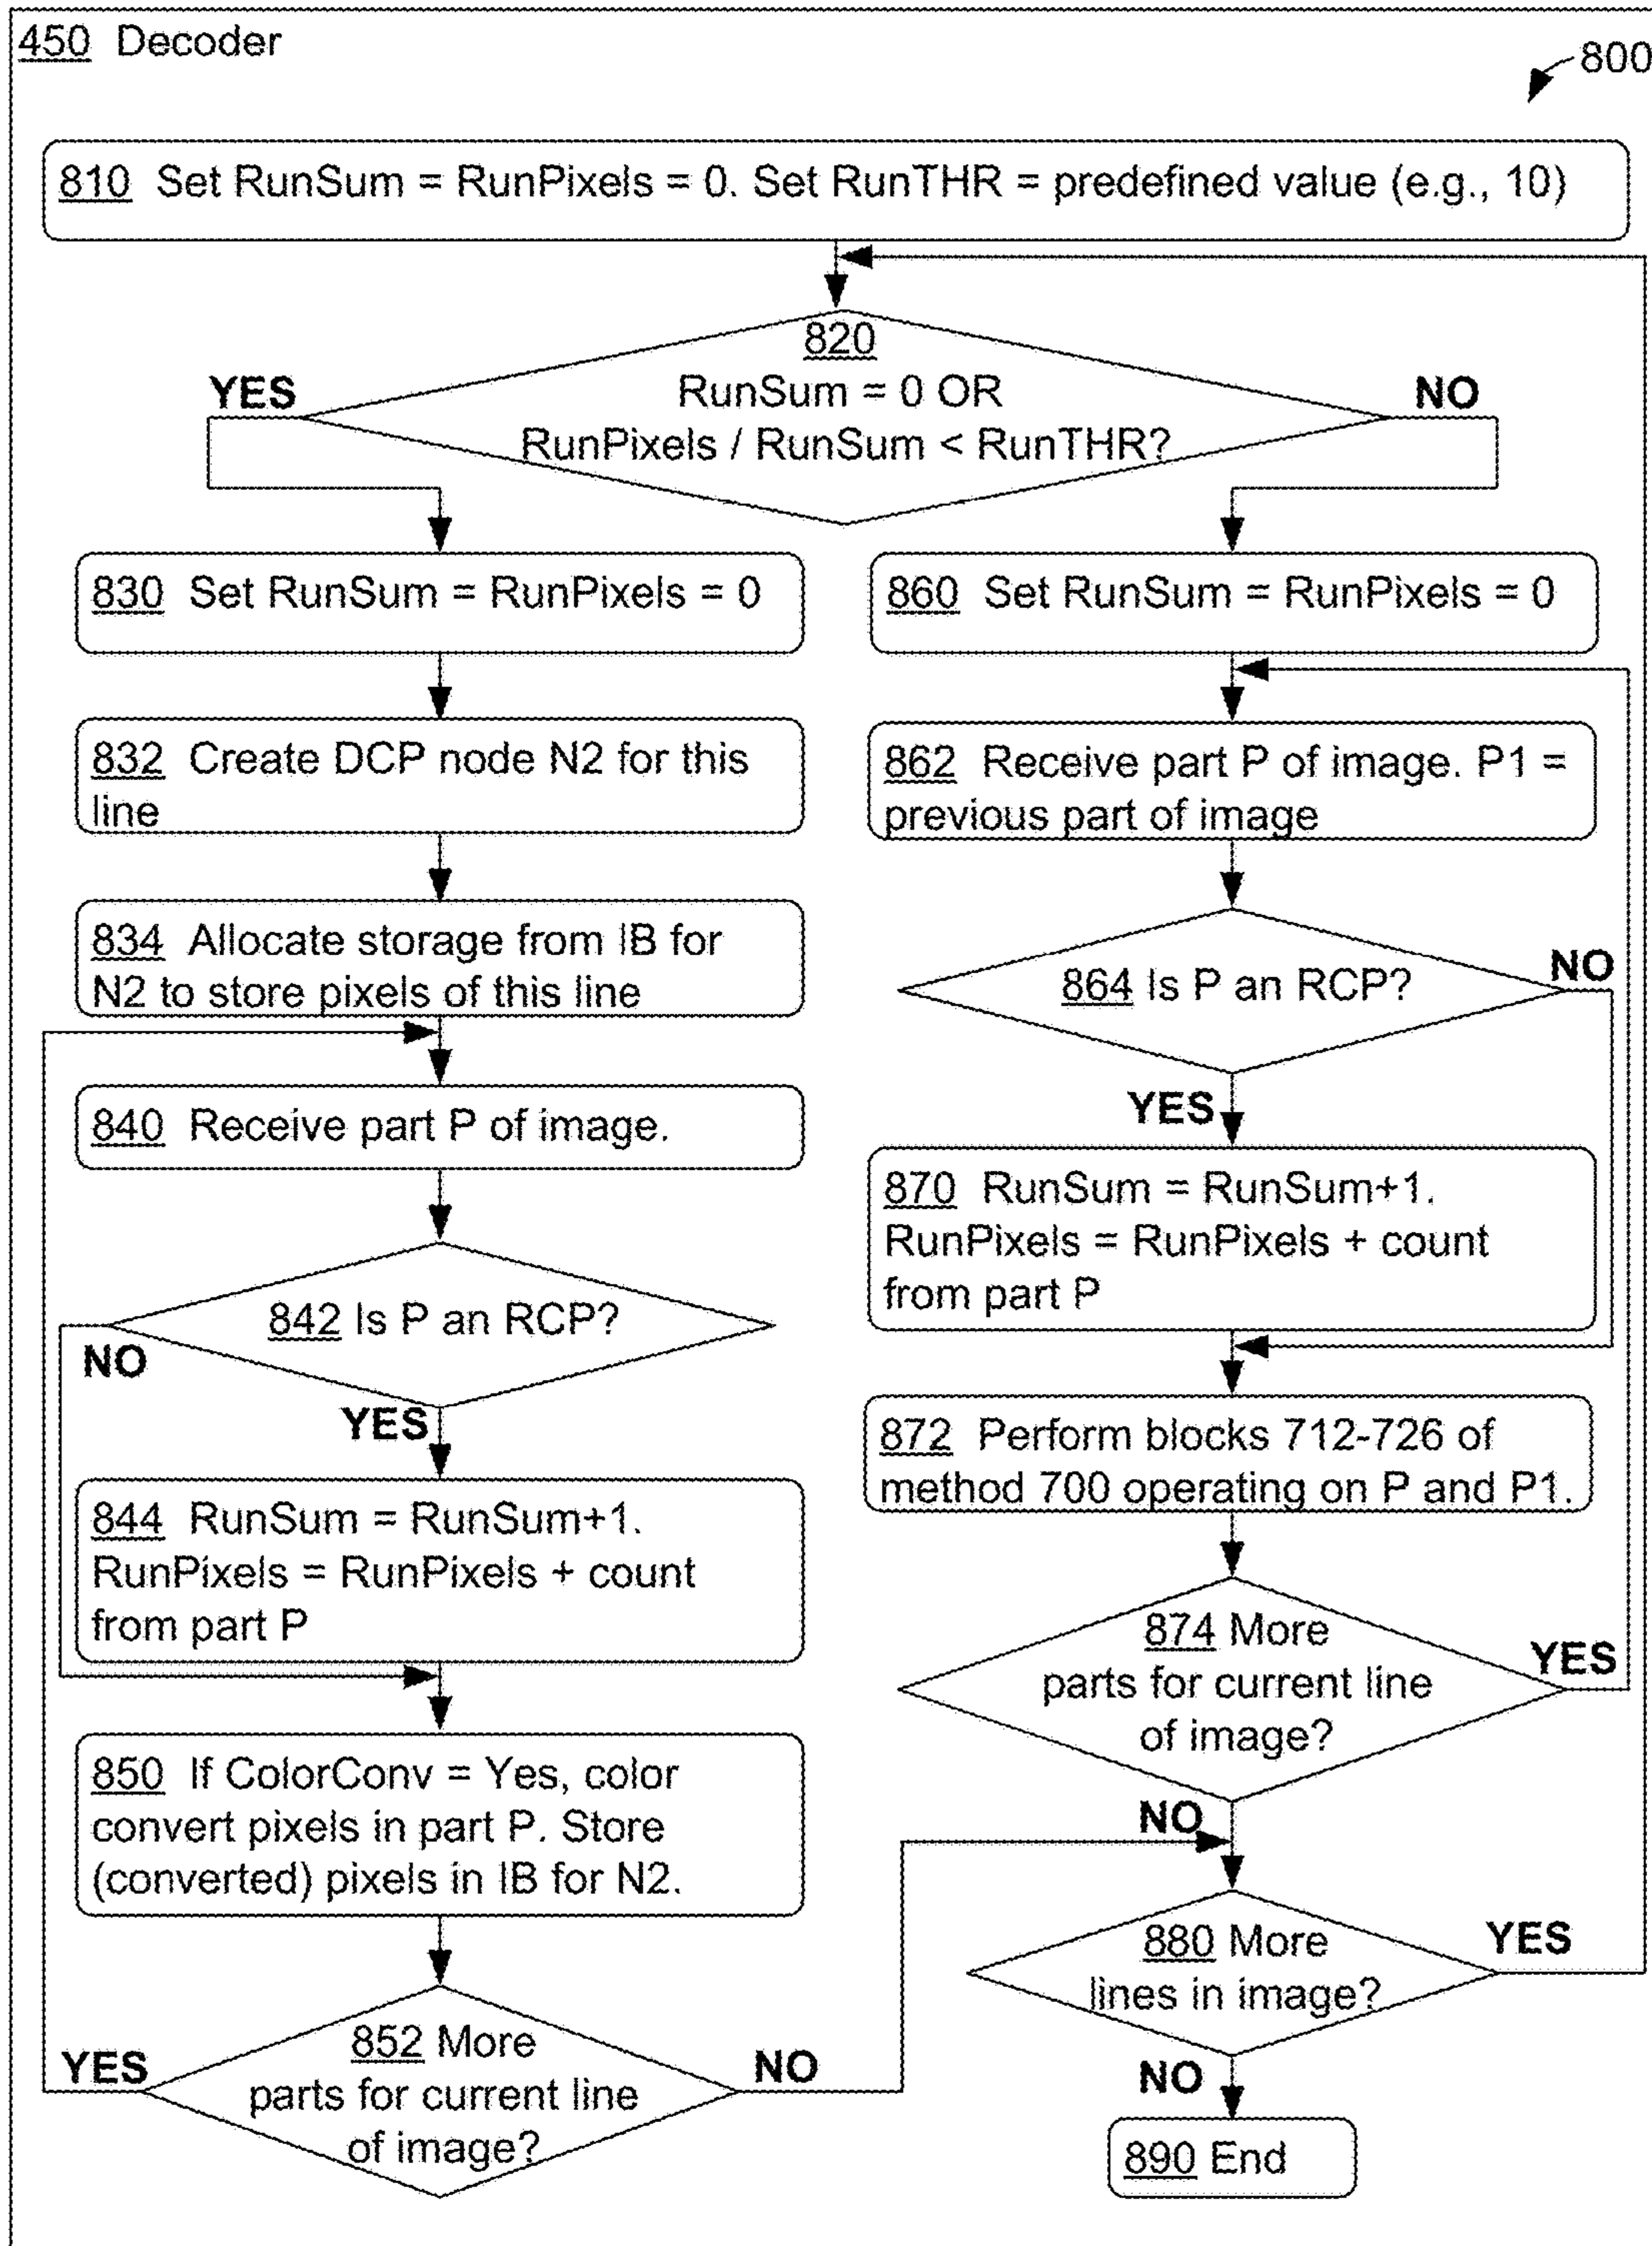 450 Decoder
800
810 Set RunSum = RunPixels = 0. Set RunTHR = predefined value (e.g., 10)
820
RunSum = 0 OR
RunPixels / RunSum < RunTHR?
YES
NO
830 Set RunSum = RunPixels = 0
832 Create DCP node N2 for this
line
834 Allocate storage from IB for
N2 to store pixels of this line
840 Receive part P of image.
842 Is P an RCP?
NO
YES
844 RunSum = RunSum+1.
RunPixels = RunPixels + count
from part P
850 If ColorConv = Yes, color
convert pixels in part P. Store
(converted) pixels in IB for N2.
852 More
parts for current line
of image?
YES
NO
860 Set RunSum = RunPixels = 0
862 Receive part P of image. P1 =
previous part of image
864 Is P an RCP?
NO
YES
870 RunSum = RunSum+1.
RunPixels = RunPixels + count
from part P
872 Perform blocks 712-726 of
method 700 operating on P and P1.
874 More
parts for current line
of image?
YES
NO
880 More
lines in image?
YES
NO
890 End